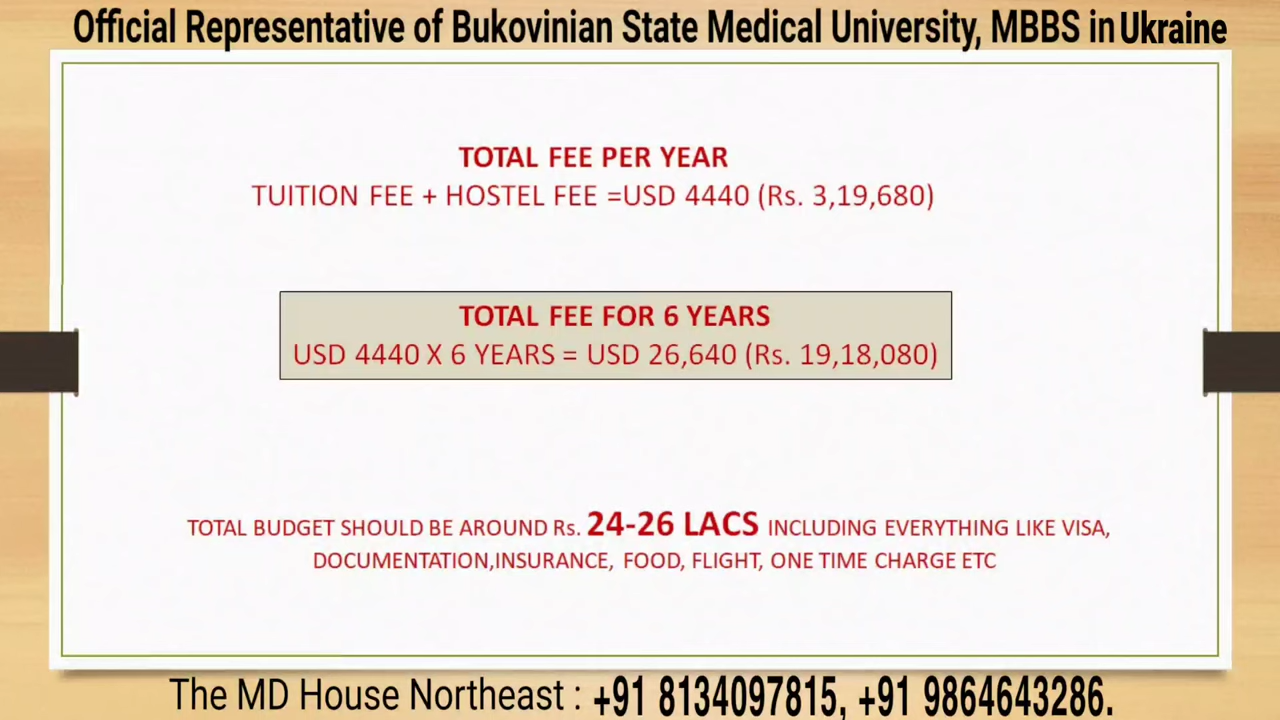 Official Representative of Bukovinian State Medical University, MBBS in Ukraine
TOTAL FEE PER YEAR
TUITION FEE + HOSTEL FEE =USD 4440 (Rs. 3,19,680)
TOTAL FEE FOR 6 YEARS
USD 4440 X 6 YEARS = USD 26,640 (Rs. 19,18,080)
TOTAL BUDGET SHOULD BE AROUND Rs. 24-26 LACS INCLUDING EVERYTHING LIKE VISA,
DOCUMENTATION,INSURANCE, FOOD, FLIGHT, ONE TIME CHARGE ETC
The MD House Northeast : +91 8134097815, +91 9864643286.